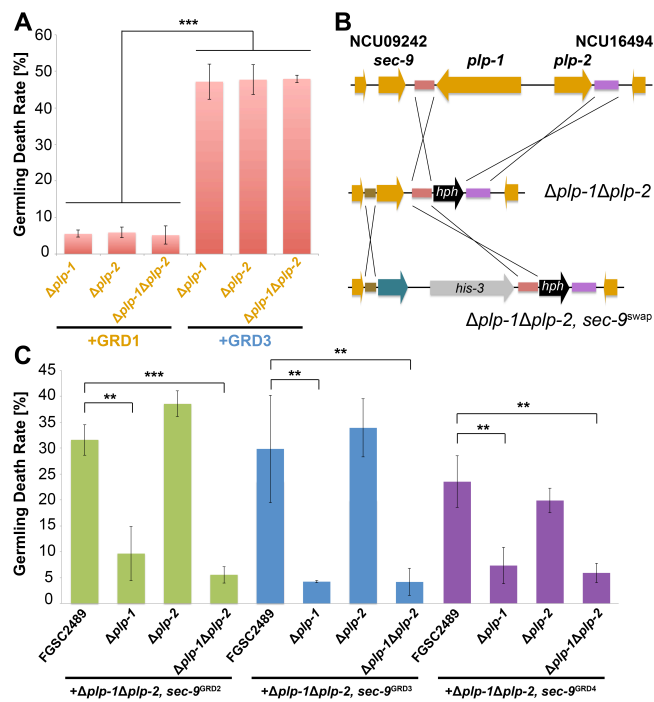 A
Germling Death Rate [%]
60
50
40
30
20
10
0
***
Δplp-1
Δplp-2
Δplp-1Δplp-2
Δplp-1
Δplp-2
Δplp-1Δplp-2
+GRD1
+GRD3
B
NCU09242
NCU16494
sec-9
plp-1
plp-2
hph
Δplp-1Δplp-2
his-3
hph
Δplp-1Δplp-2, sec-9swap
C
Germling Death Rate [%]
45
40
35
30
25
20
15
10
5
0
***
**
**
**
**
**
FGSC2489
Δplp-1
Δplp-2
Δplp-1Δplp-2
FGSC2489
Δplp-1
Δplp-2
Δplp-1Δplp-2
FGSC2489
Δplp-1
Δplp-2
Δplp-1Δplp-2
+Δplp-1Δplp-2, sec-9GRD2
+Δplp-1Δplp-2, sec-9GRD3
+Δplp-1Δplp-2, sec-9GRD4